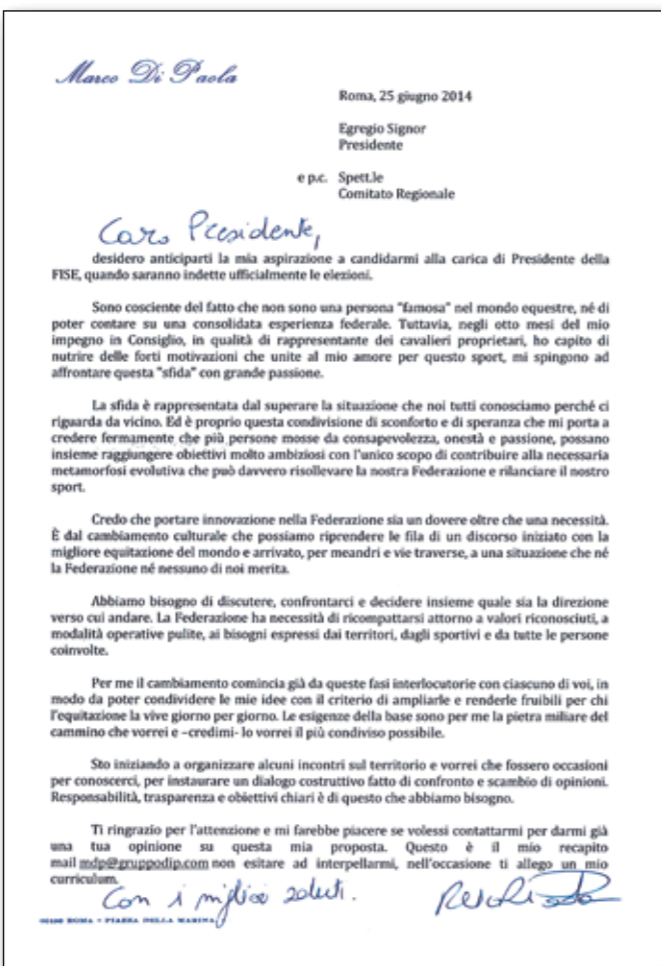 Marco Di Paola
Roma, 25 giugno 2014
Egregio Signor
Presidente
e p.c. Spett.le
Comitato Regionale
Caro Presidente,
desidero anticiparti la mia aspirazione a candidarmi alla carica di Presidente della
FISE, quando saranno indette ufficialmente le elezioni.
Sono cosciente del fatto che non sono una persona "famosa" nel mondo equestre, né di
poter contare su una consolidata esperienza federale. Tuttavia, negli otto mesi del mio
impegno in Consiglio, in qualità di rappresentante dei cavalieri proprietari, ho capito di
nutrire delle forti motivazioni che unite al mio amore per questo sport, mi spingono ad
affrontare questa "sfida" con grande passione.
La sfida è rappresentata dal superare la situazione che noi tutti conosciamo perché ci
riguarda da vicino. Ed è proprio questa condivisione di sconforto e di speranza che mi porta a
credere fermamente che più persone mosse da consapevolezza, onestà e passione, possano
insieme raggiungere obiettivi molto ambiziosi con l'unico scopo di contribuire alla necessaria
metamorfosi evolutiva che può davvero risollevare la nostra Federazione e rilanciare il nostro
sport.
Credo che portare innovazione nella Federazione sia un dovere oltre che una necessità.
È dal cambiamento culturale che possiamo riprendere le fila di un discorso iniziato con la
migliore equitazione del mondo e arrivato, per meandri e vie traverse, a una situazione che né
la Federazione né nessuno di noi merita.
Abbiamo bisogno di discutere, confrontarci e decidere insieme quale sia la direzione
verso cui andare. La Federazione ha necessità di ricompattarsi attorno a valori riconosciuti, a
modalità operative pulite, ai bisogni espressi dai territori, dagli sportivi e da tutte le persone
coinvolte.
Per me il cambiamento comincia già da queste fasi interlocutorie con ciascuno di voi, in
modo da poter condividere le mie idee con il criterio di ampliarle e renderle fruibili per chi
l'equitazione la vive giorno per giorno. Le esigenze della base sono per me la pietra miliare del
cammino che vorrei e –credimi- lo vorrei il più condiviso possibile.
Sto iniziando a organizzare alcuni incontri sul territorio e vorrei che fossero occasioni
per conoscerci, per instaurare un dialogo costruttivo fatto di confronto e scambio di opinioni.
Responsabilità, trasparenza e obiettivi chiari è di questo che abbiamo bisogno.
Ti ringrazio per l'attenzione e mi farebbe piacere se volessi contattarmi per darmi già
una tua opinione su questa mia proposta. Questo è il mio recapito
mail mdp@gruppodip.com non esitare ad interpellarmi, nell'occasione ti allego un mio
curriculum.
Con i migliori saluti.
ROMA - PIAZZA DELLA MARINA